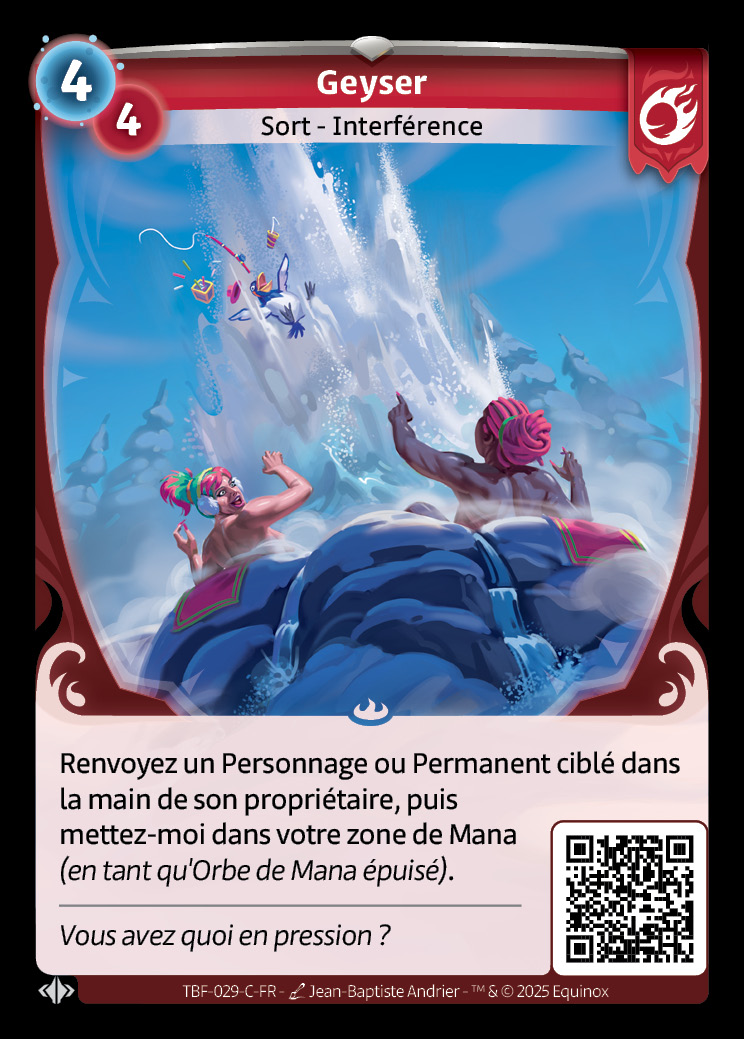 4
Geyser
4
Sort - Interférence
Renvoyez un Personnage ou Permanent ciblé dans
la main de son propriétaire, puis
mettez-moi dans votre zone de Mana
(en tant qu'Orbe de Mana épuisé).
Vous avez quoi en pression ?
TBF-029-C-FR - Jean-Baptiste Andrier - ™ & © 2025 Equinox